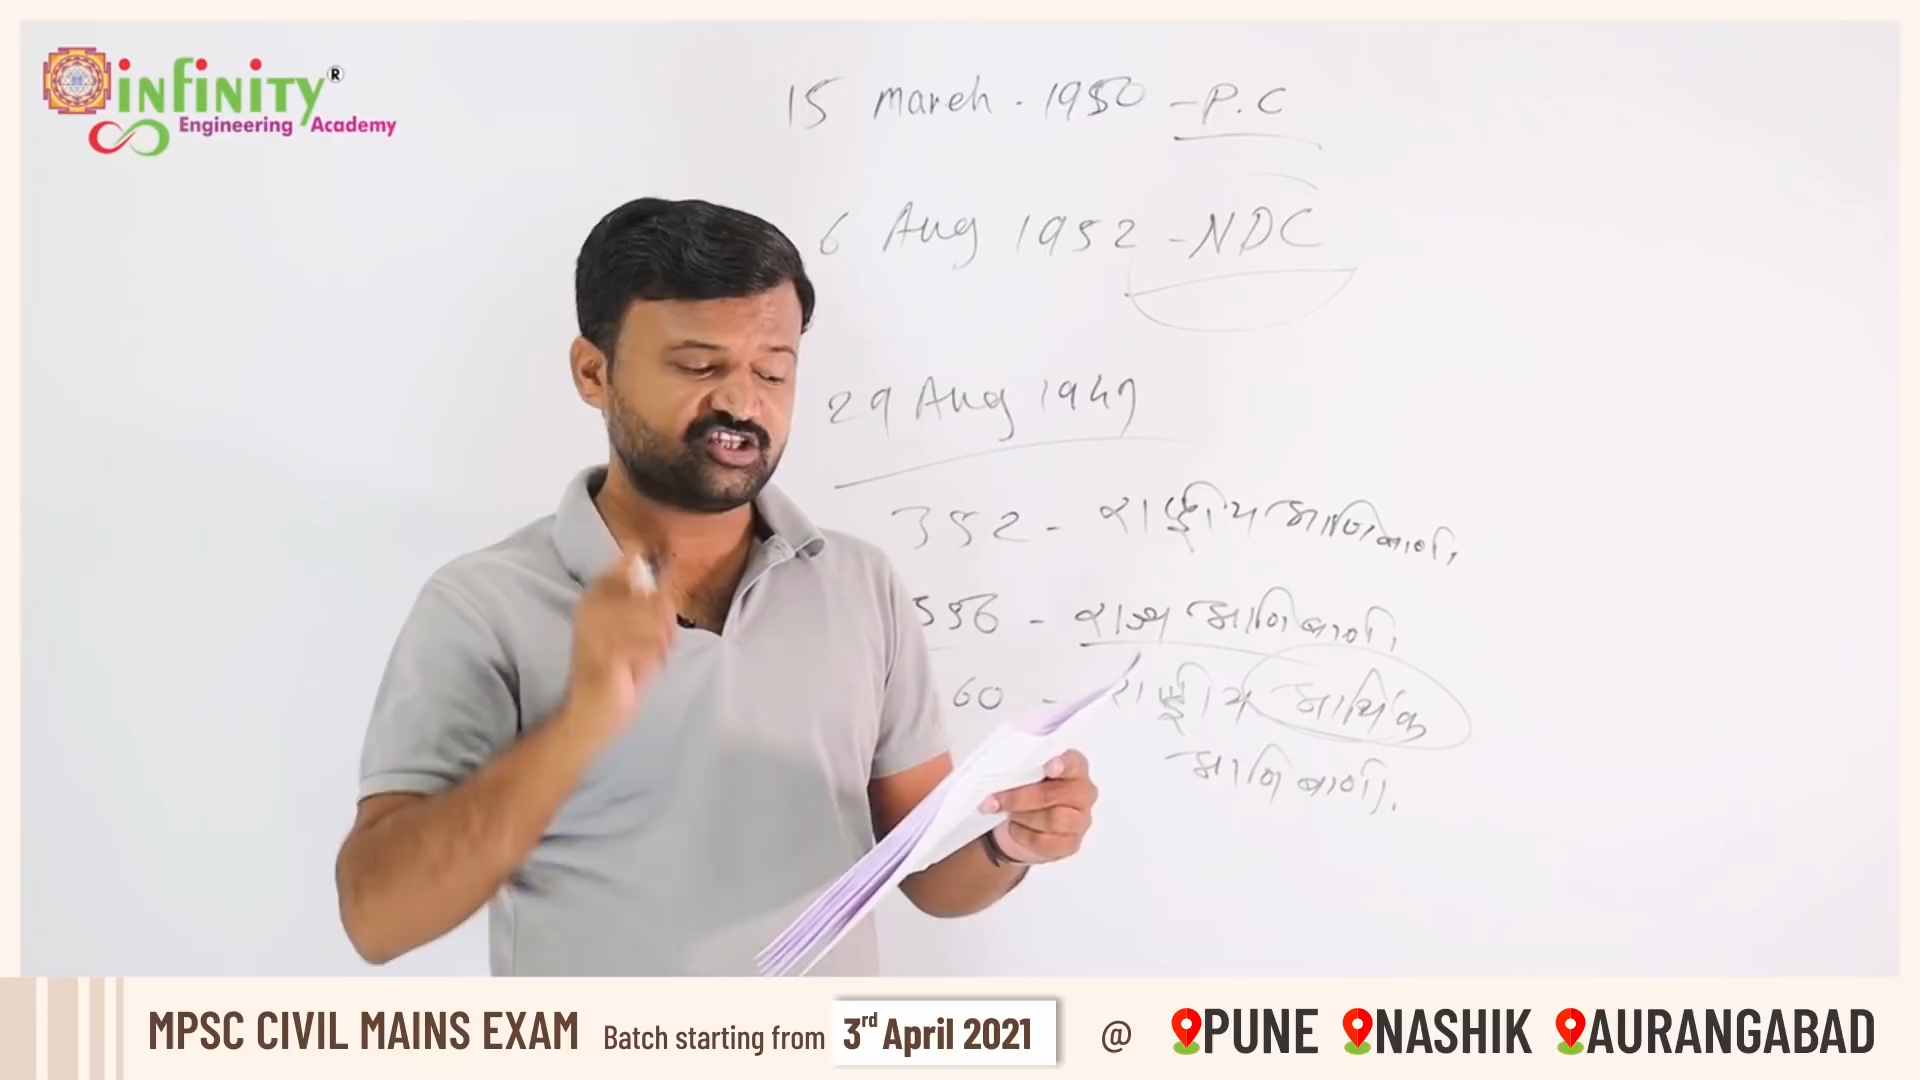 infinity®
Engineering Academy
15 march. 1950 - P.C
6 Aug 1952 - NDC
29 Aug 1947
352 - राष्ट्रीय आणिबाणी
356 - राज्य आणिबाणी
60 - राष्ट्रीय आर्थिक
आणिबाणी.
MPSC CIVIL MAINS EXAM Batch starting from 3rd April 2021 @ PUNE NASHIK AURANGABAD